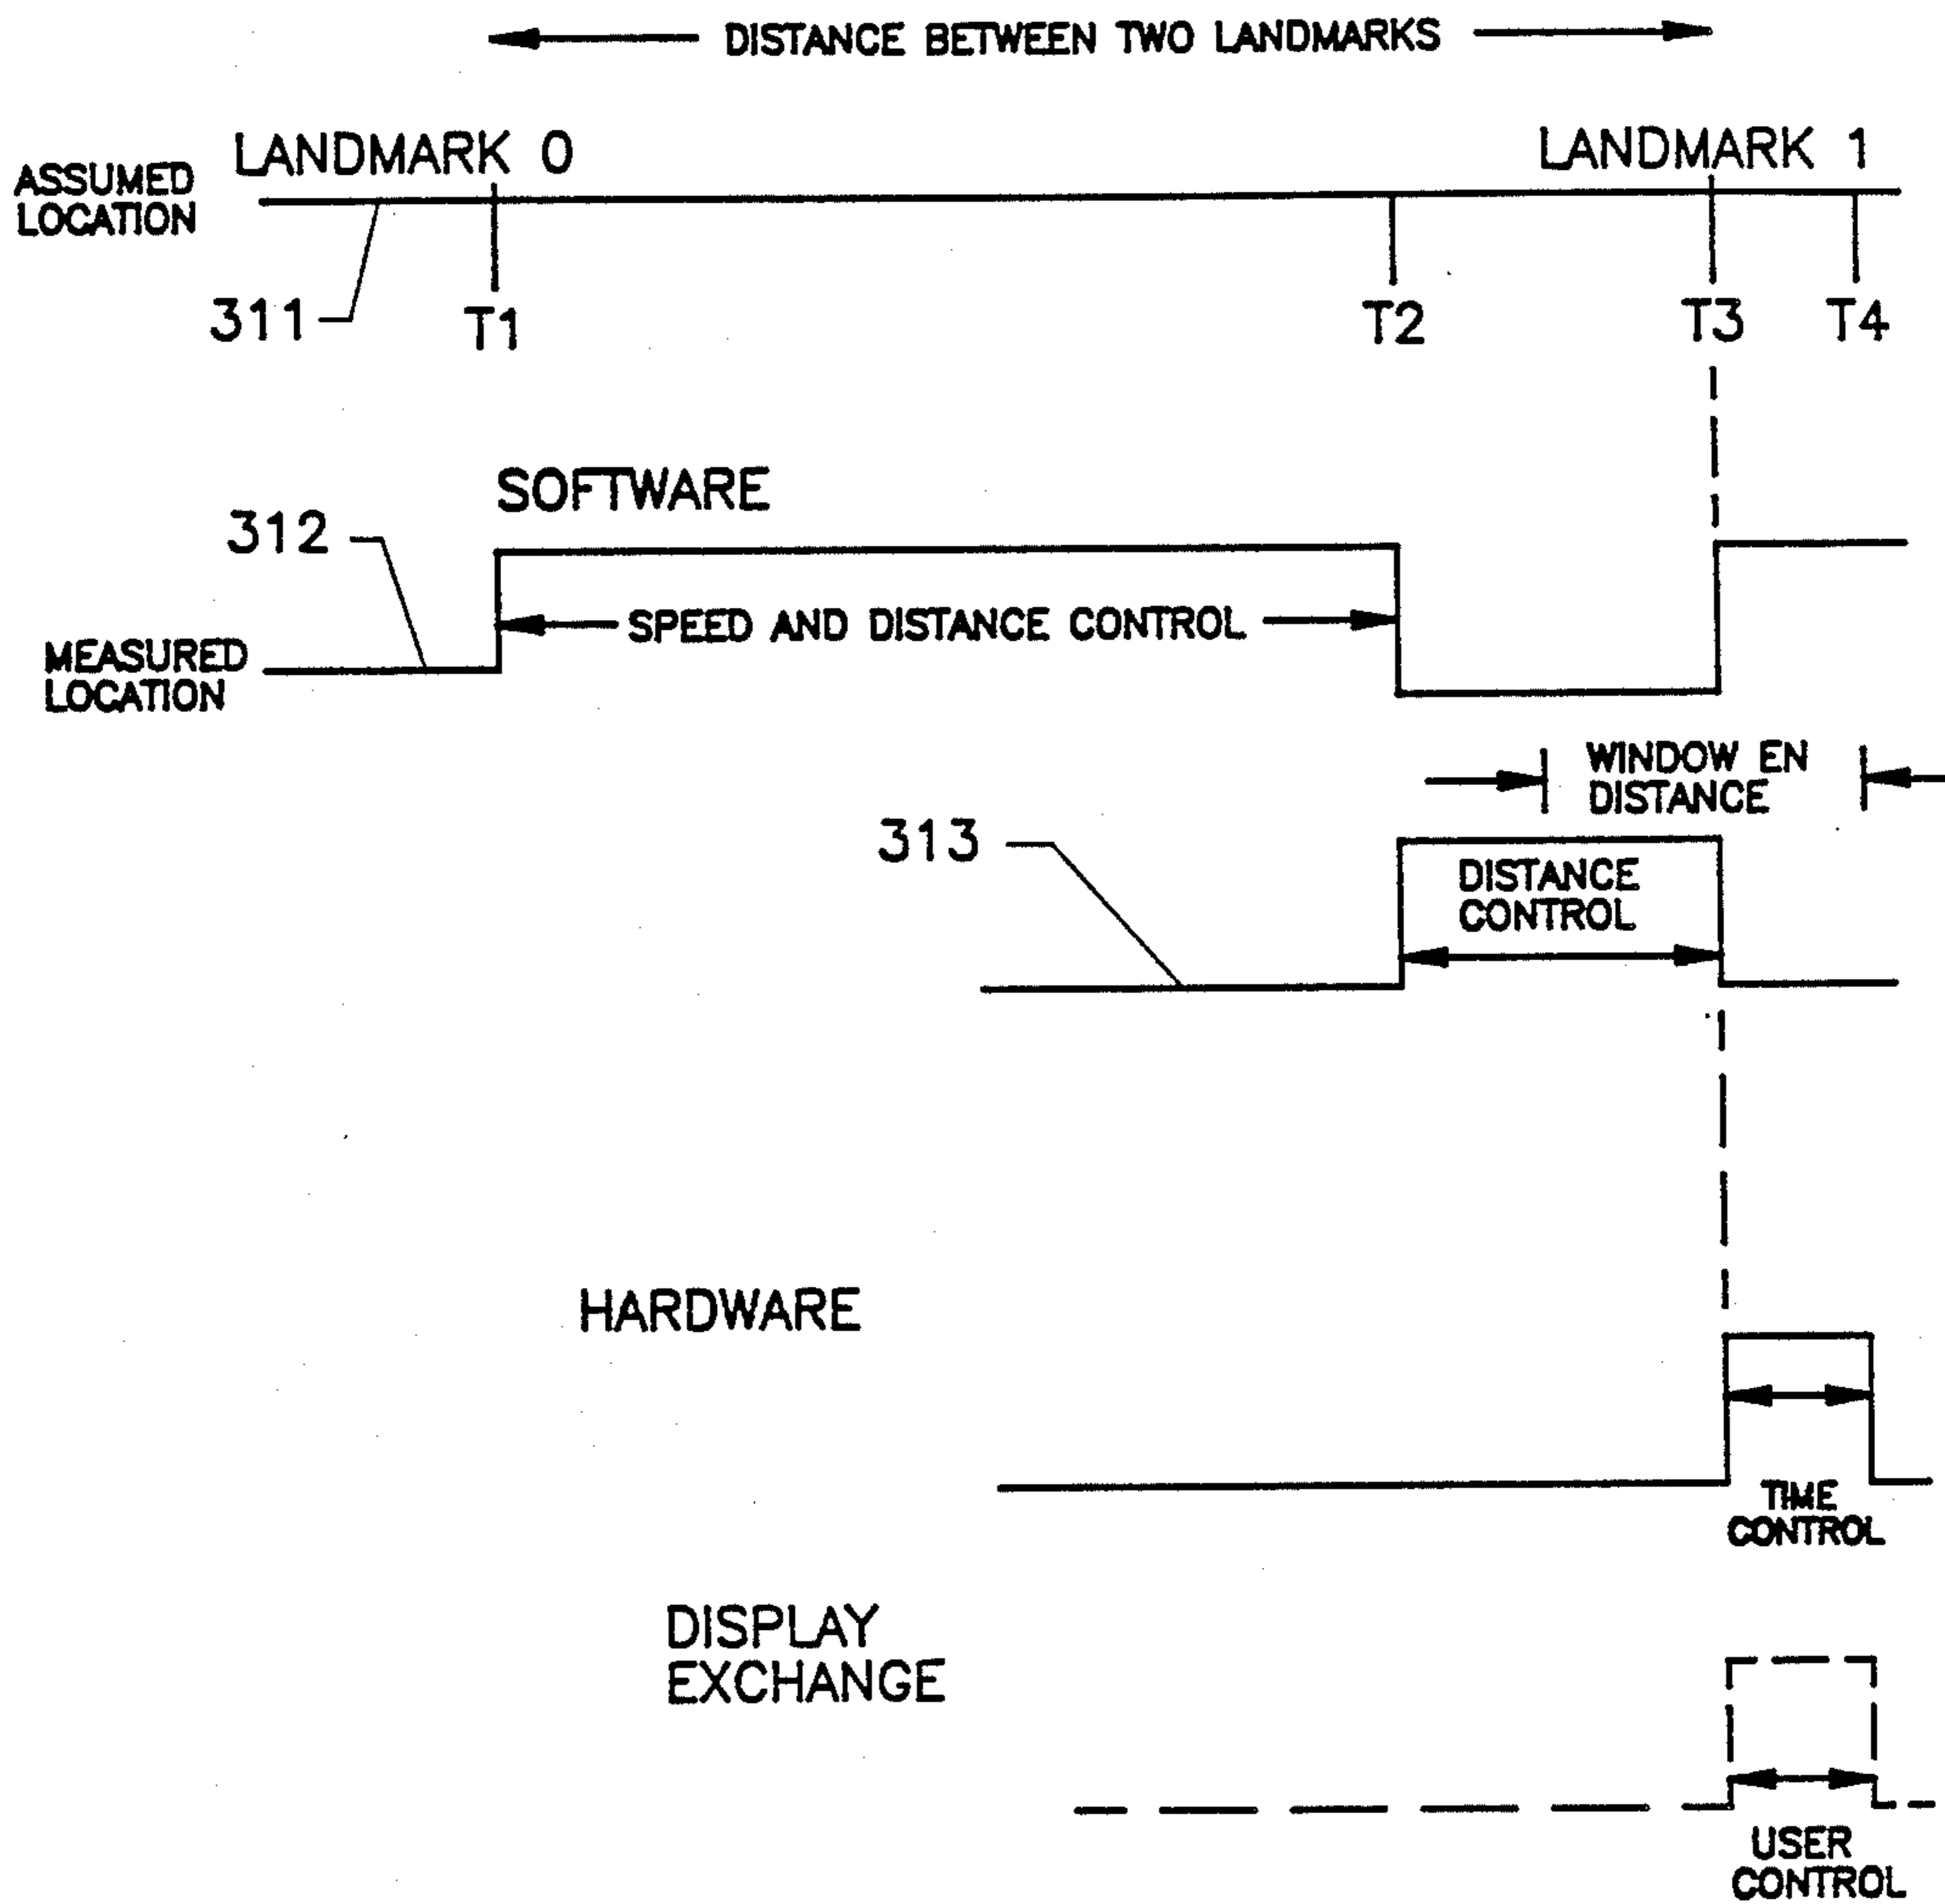 DISTANCE BETWEEN TWO LANDMARKS
LANDMARK 0
LANDMARK 1
ASSUMED
LOCATION
311
T1
T2
T3
T4
SOFTWARE
312
SPEED AND DISTANCE CONTROL
MEASURED
LOCATION
WINDOW EN
DISTANCE
313
DISTANCE
CONTROL
HARDWARE
TIME
CONTROL
DISPLAY
EXCHANGE
USER
CONTROL